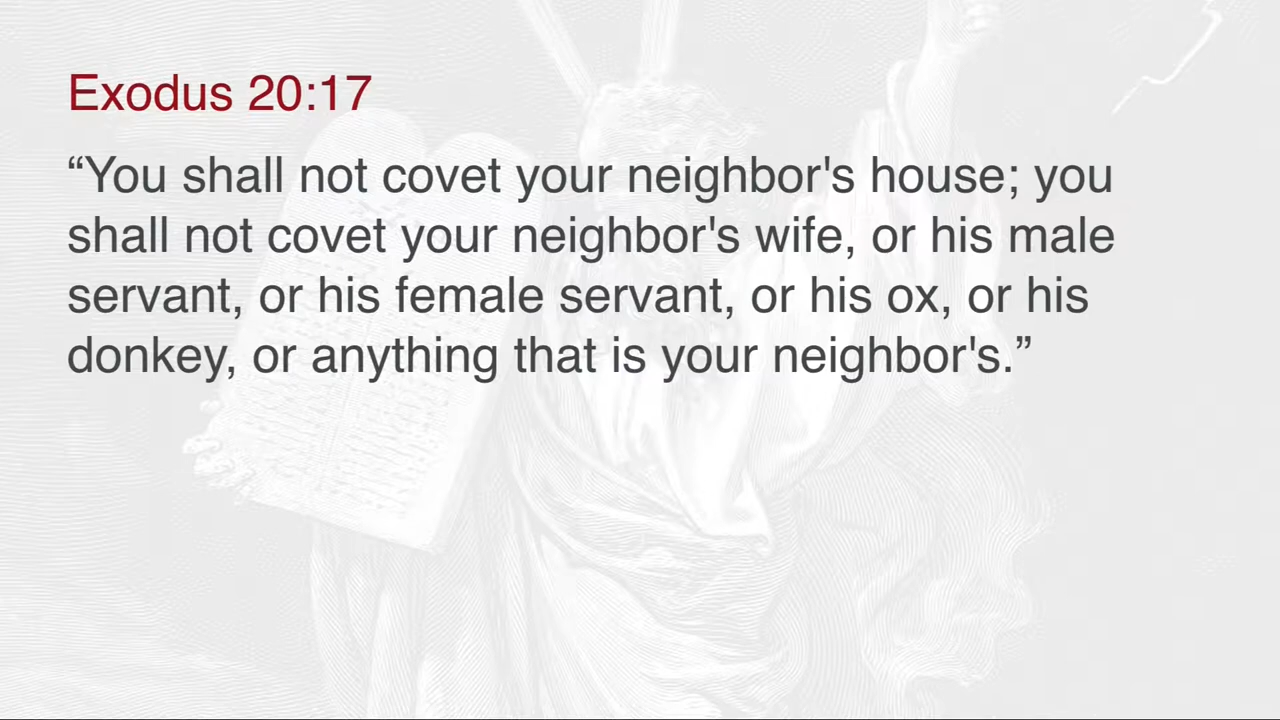 Exodus 20:17
“You shall not covet your neighbor's house; you
shall not covet your neighbor's wife, or his male
servant, or his female servant, or his ox, or his
donkey, or anything that is your neighbor's.”